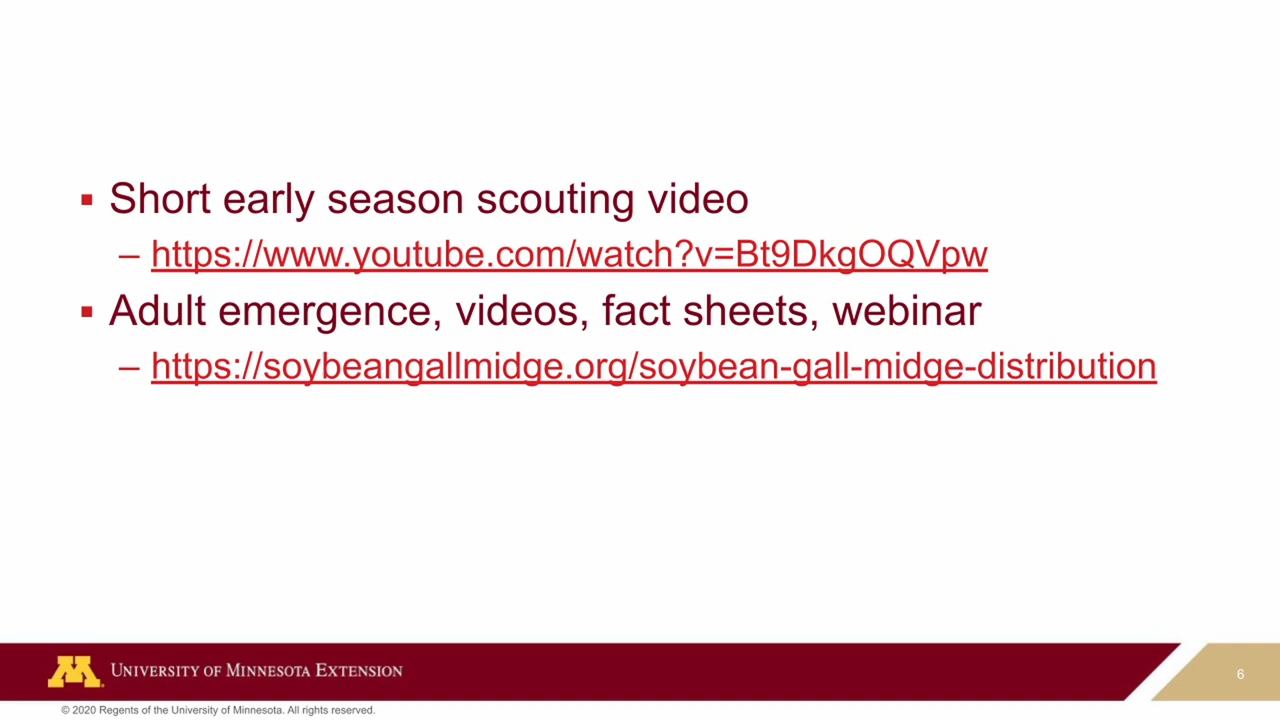 ▪ Short early season scouting video
– https://www.youtube.com/watch?v=Bt9DkgOQVpw
▪ Adult emergence, videos, fact sheets, webinar
– https://soybeangallmidge.org/soybean-gall-midge-distribution
M UNIVERSITY OF MINNESOTA EXTENSION
6
© 2020 Regents of the University of Minnesota. All rights reserved.